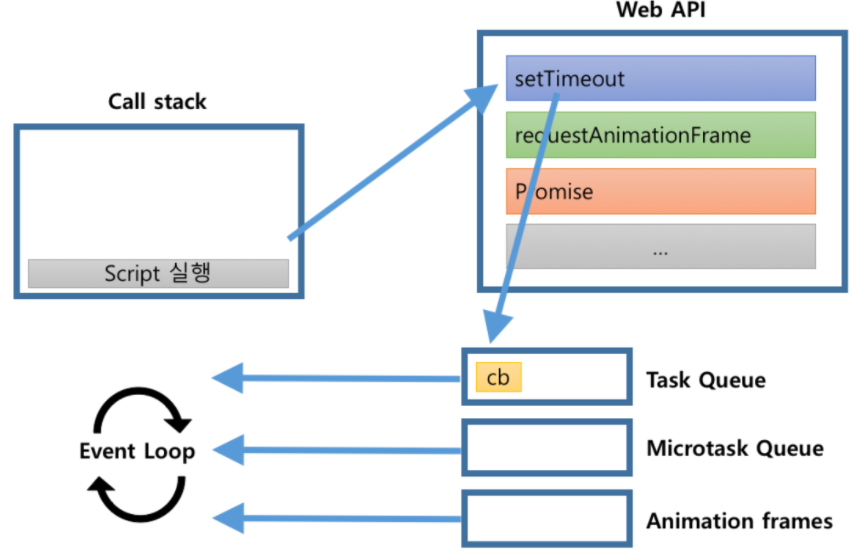 Web API
Call stack
setTimeout
requestAnimationFrame
Promise
...
Script 실행
cb
Task Queue
Event Loop
Microtask Queue
Animation frames